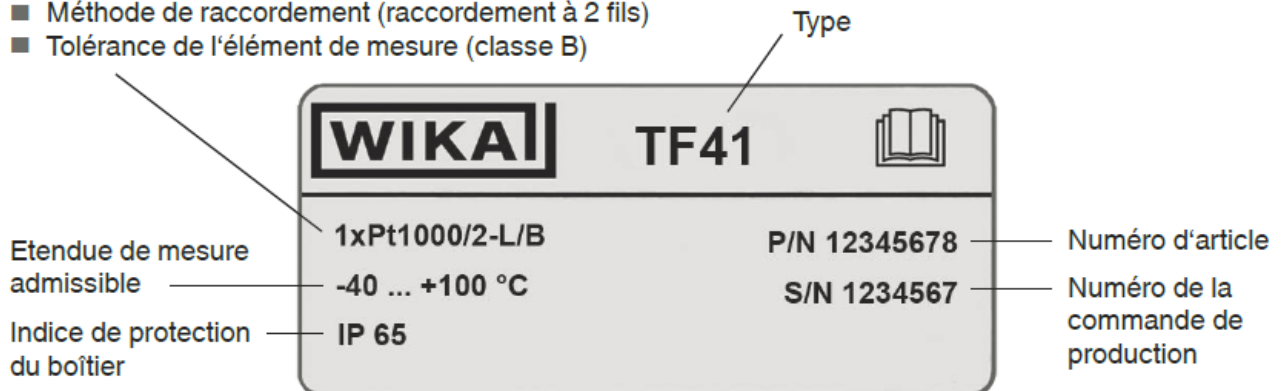 ■ Méthode de raccordement (raccordement à 2 fils)
■ Tolérance de l‘élément de mesure (classe B)
Type
WIKA
TF41
1xPt1000/2-L/B
-40 ... +100 °C
IP 65
P/N 12345678
S/N 1234567
Etendue de mesure
admissible
Indice de protection
du boîtier
Numéro d‘article
Numéro de la
commande de
production